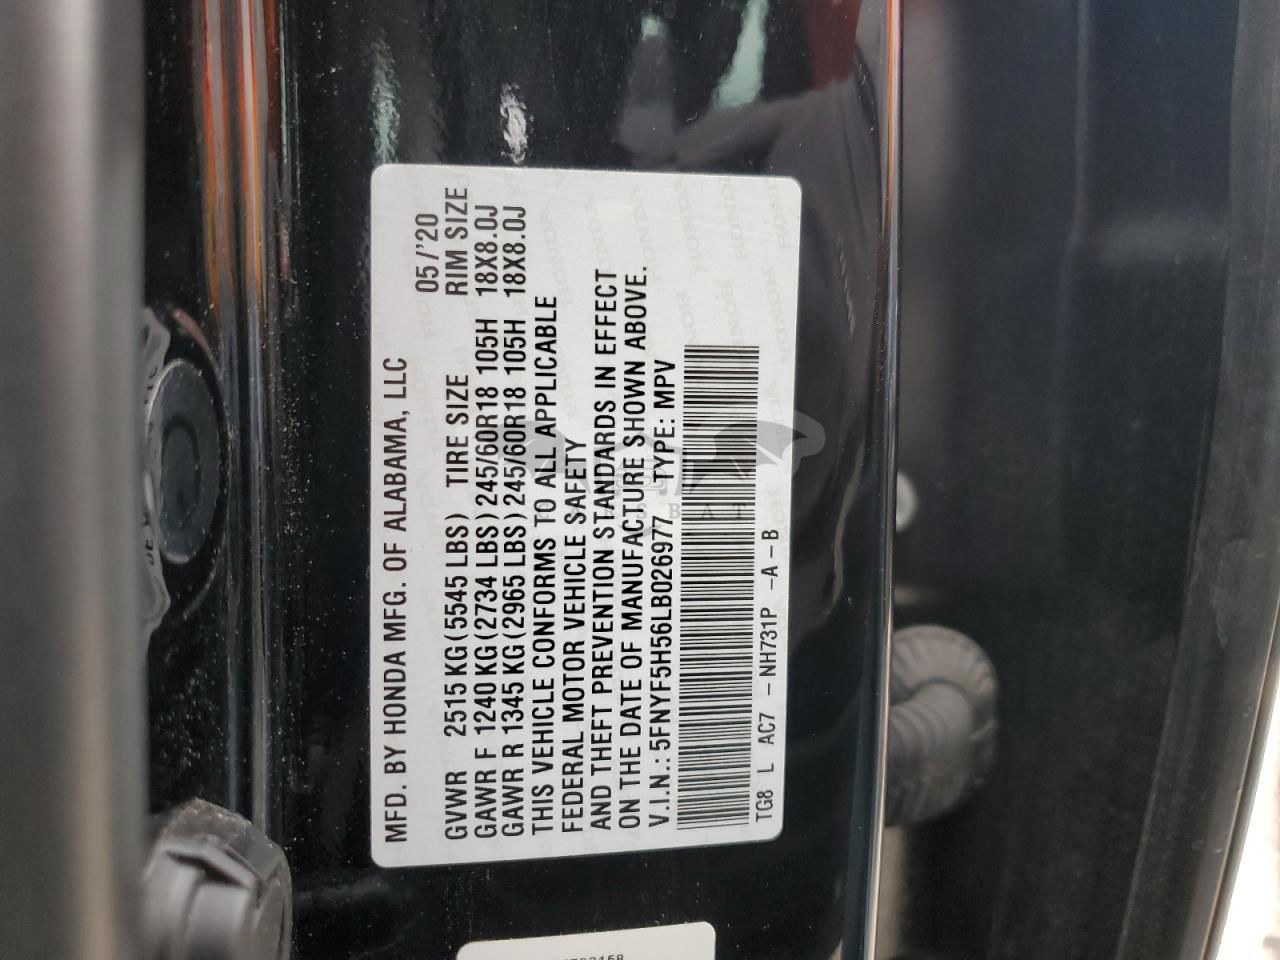 MFD. BY HONDA MFG. OF ALABAMA, LLC
05/'20
GVWR 2515 KG(5545 LBS) TIRE SIZE RIM SIZE
GAWR F 1240 KG(2734 LBS) 245/60R18 105H 18X8.0J
GAWR R 1345 KG(2965 LBS) 245/60R18 105H 18X8.0J
THIS VEHICLE CONFORMS TO ALL APPLICABLE
FEDERAL MOTOR VEHICLE SAFETY
AND THEFT PREVENTION STANDARDS IN EFFECT
ON THE DATE OF MANUFACTURE SHOWN ABOVE.
V.I.N.: 5FNYF5H56LB026977 TYPE: MPV
TG8 L AC7 -NH731P -A-B